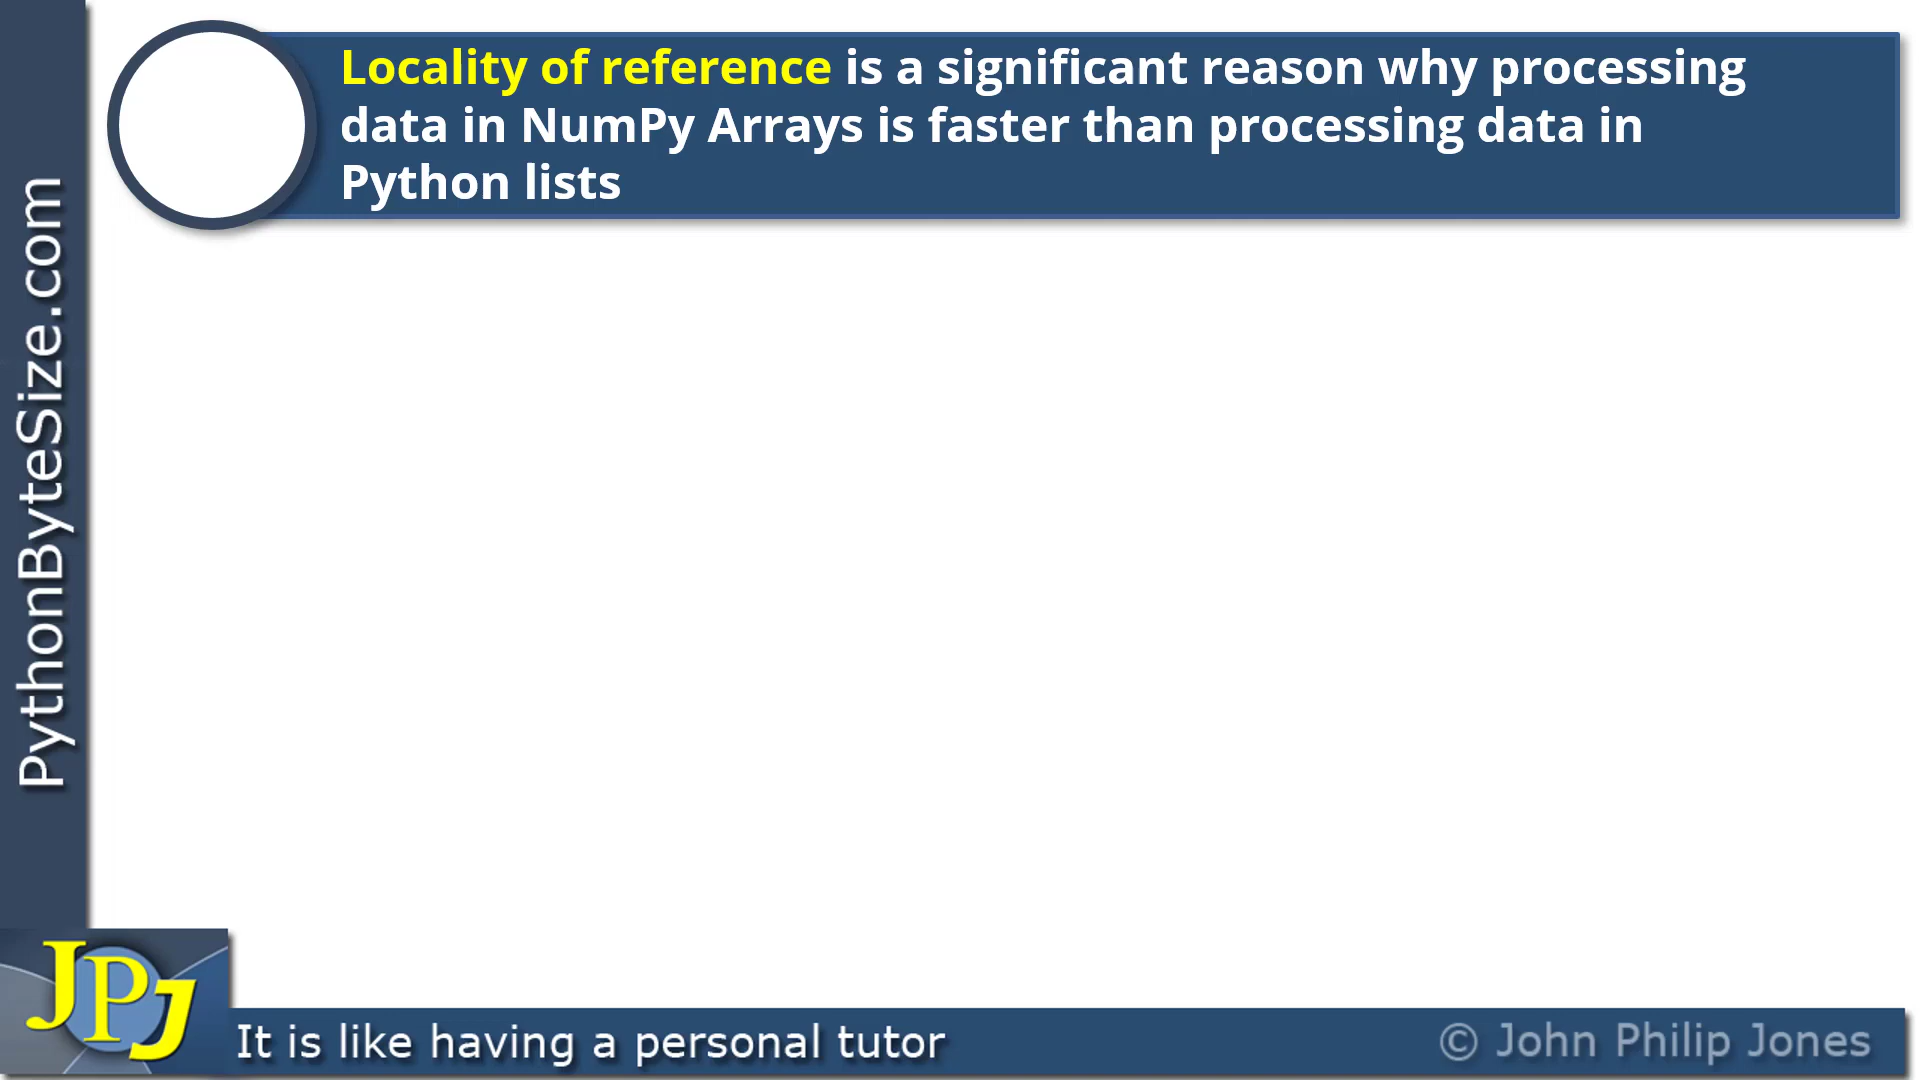 Locality of reference is a significant reason why processing
data in NumPy Arrays is faster than processing data in
Python lists
PythonByteSize.com
JPJ
It is like having a personal tutor
© John Philip Jones